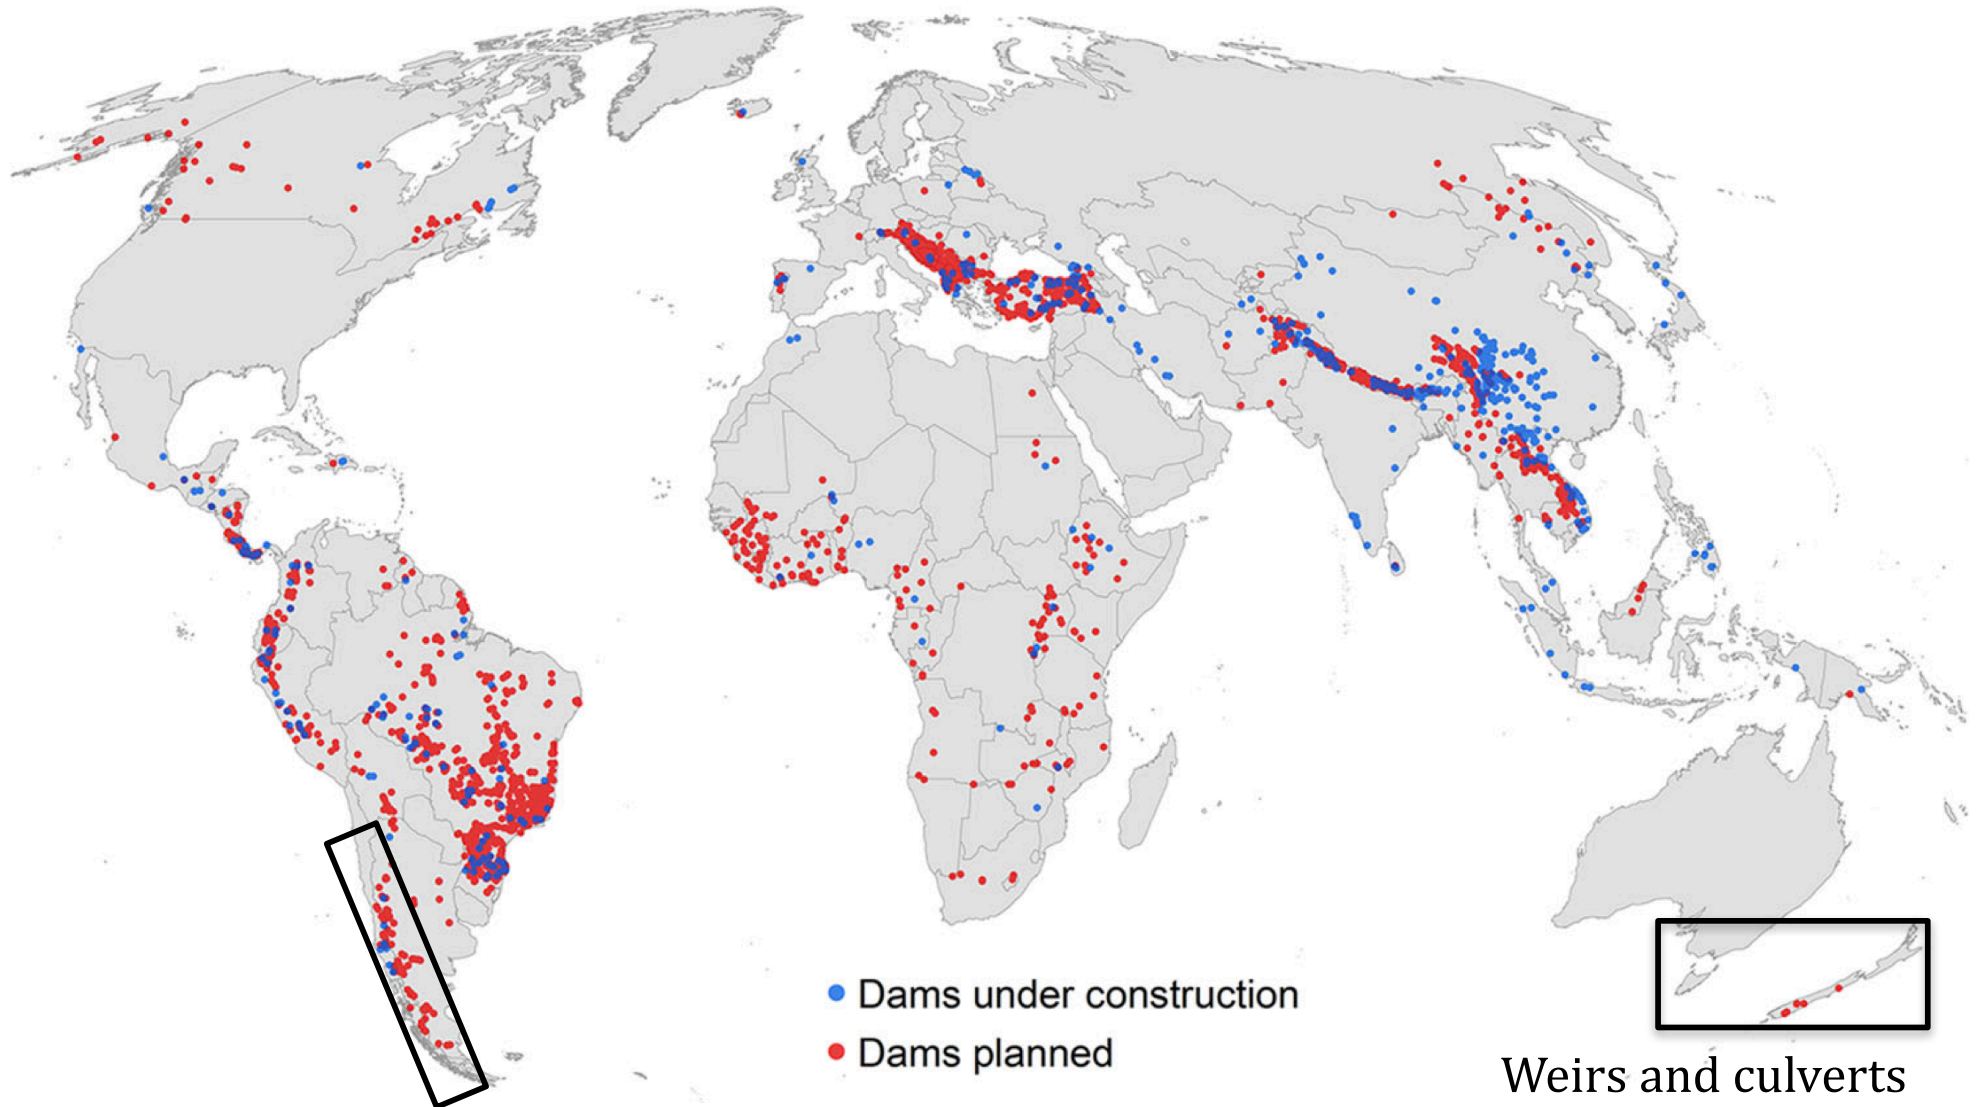 Dams under construction
Dams planned
Weirs and culverts